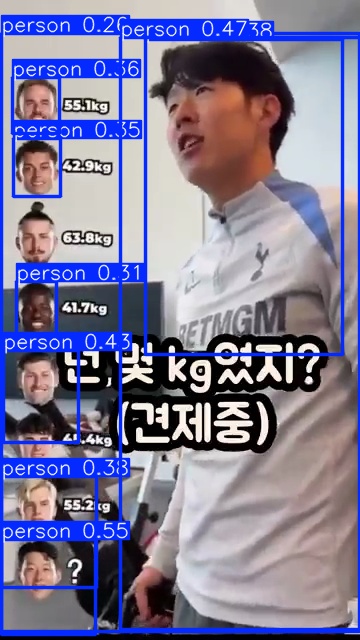 person 0.26
person 0.4738
person 0.36
55.1kg
person 0.35
42.9kg
63.8kg
person 0.31
41.7kg
BETMGM
person 0.43
넌 몇 kg였지?
(견제중)
person 0.38
55.2kg
person 0.55
?